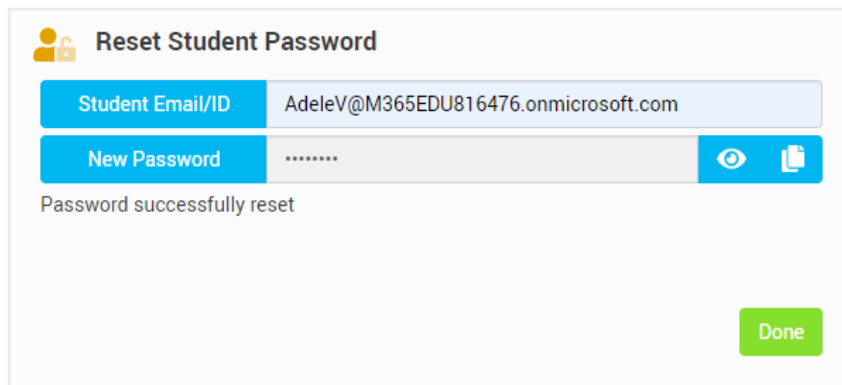 Reset Student Password
Student Email/ID AdeleV@M365EDU816476.onmicrosoft.com
New Password ••••••••
Password successfully reset
Done